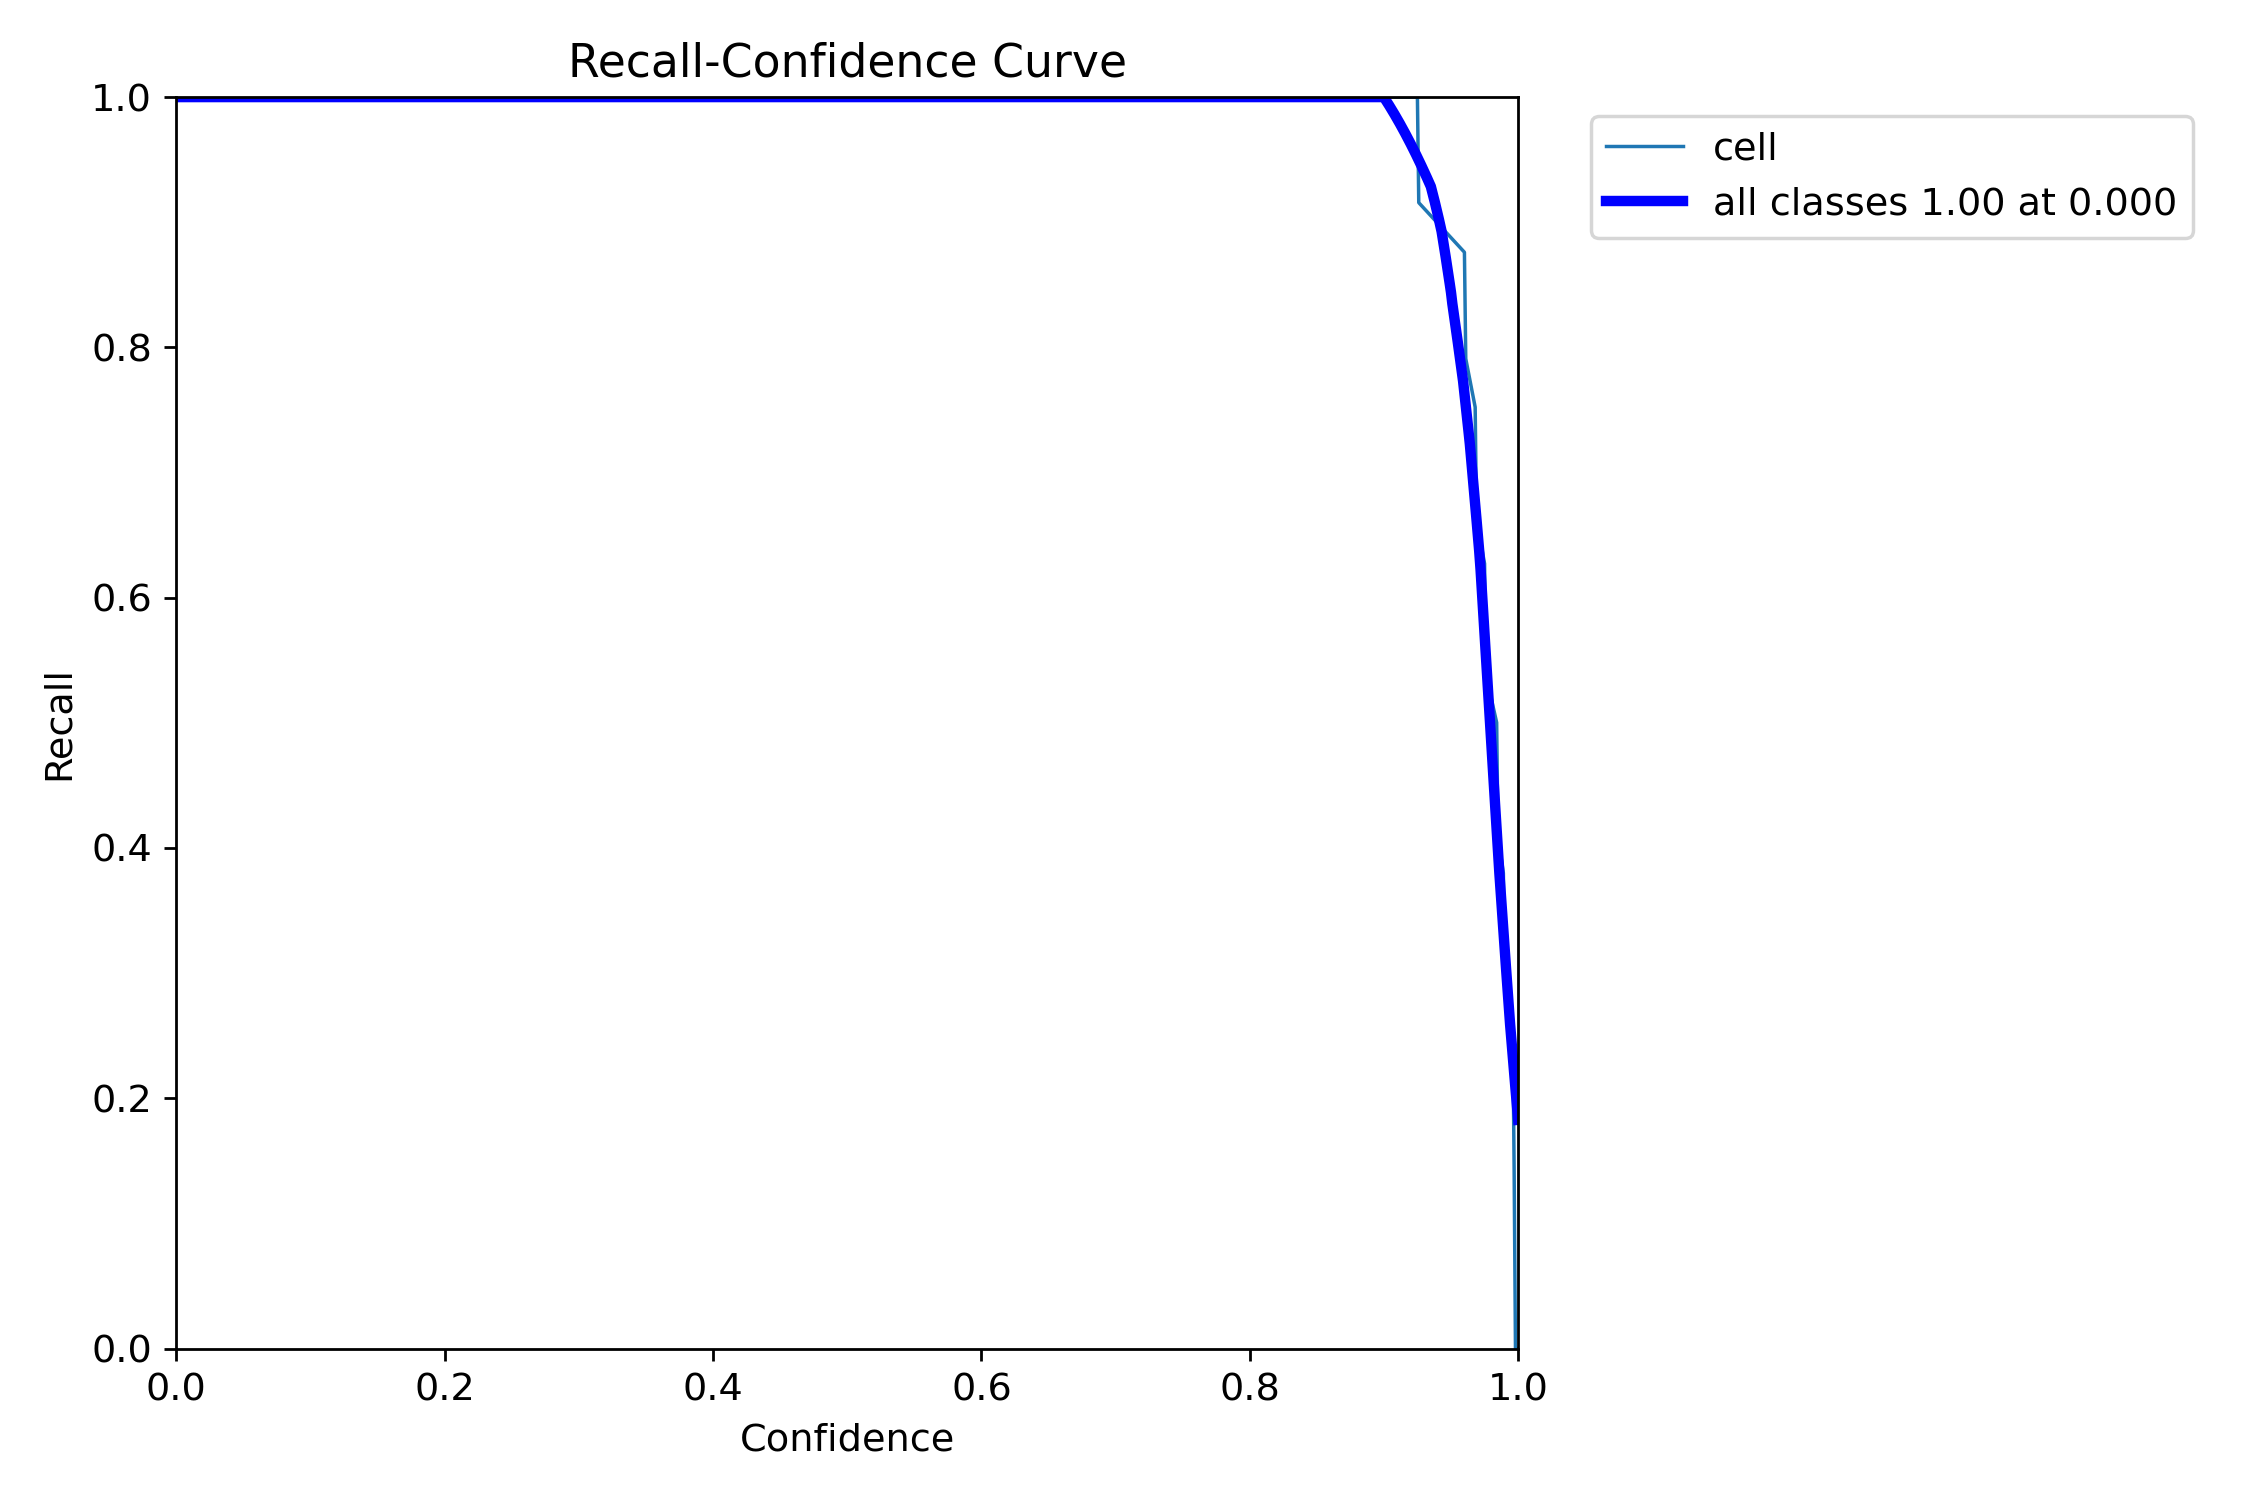 Recall-Confidence Curve
1.0
0.8
0.6
0.4
0.2
0.0
Recall
0.0 0.2 0.4 0.6 0.8 1.0
Confidence
cell
all classes 1.00 at 0.000